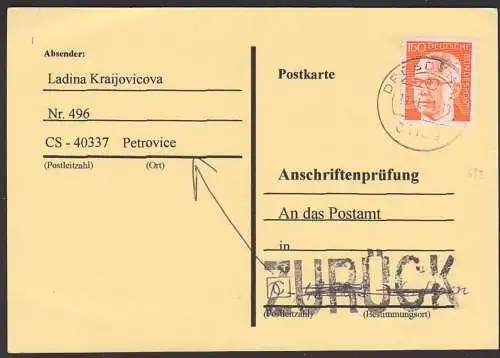 Absender:
Ladina Kraijovicova
Nr. 496
CS - 40337 Petrovice
(Postleitzahl) (Ort)
Postkarte
160 DEUTSCHE BUNDESPOST
Anschriftenprüfung
An das Postamt
in
ZURÜCK
(Postleitzahl) (Bestimmungsort)